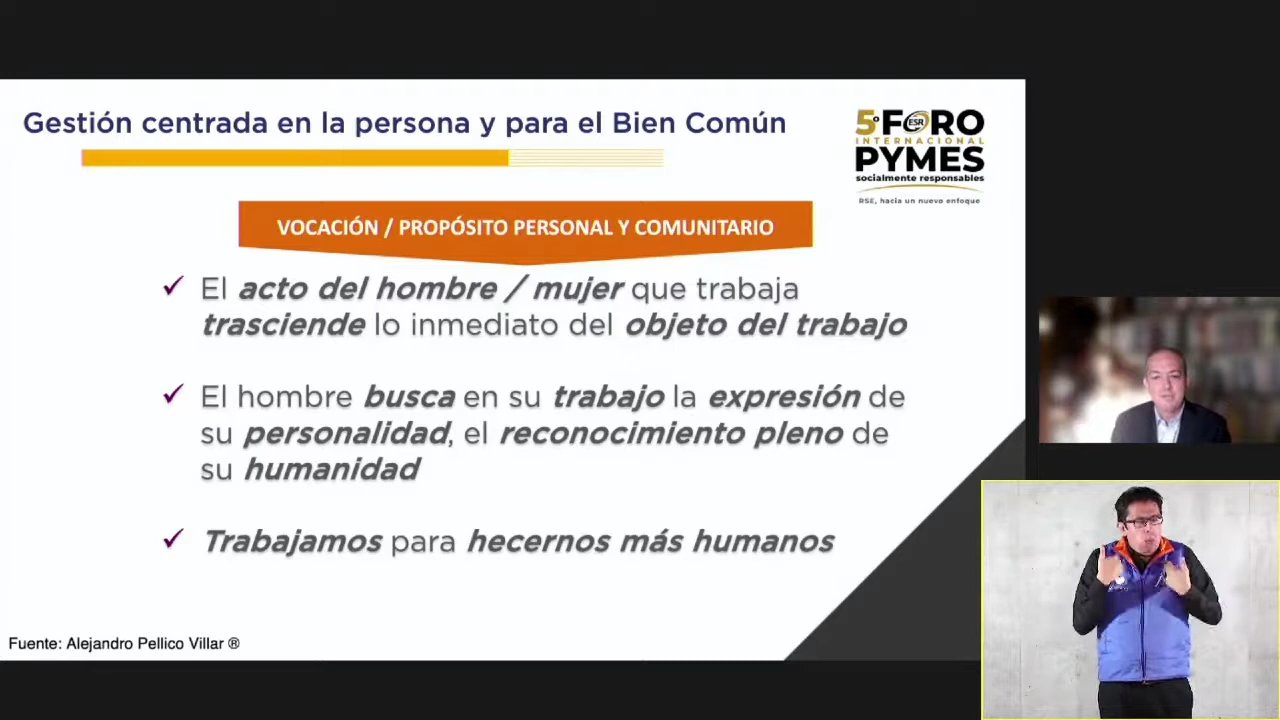 Gestión centrada en la persona y para el Bien Común
5º FORO
ESR
INTERNACIONAL
PYMES
socialmente responsables
RSE, hacia un nuevo enfoque
VOCACIÓN / PROPÓSITO PERSONAL Y COMUNITARIO
El acto del hombre / mujer que trabaja
trasciende lo inmediato del objeto del trabajo
El hombre busca en su trabajo la expresión de
su personalidad, el reconocimiento pleno de
su humanidad
Trabajamos para hecernos más humanos
Fuente: Alejandro Pellico Villar ®